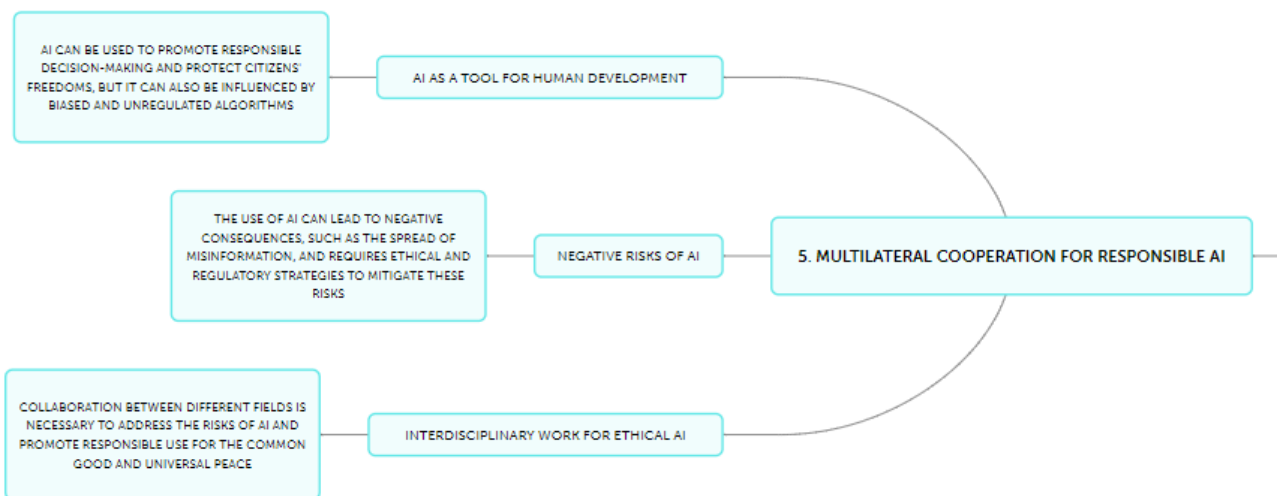 AI CAN BE USED TO PROMOTE RESPONSIBLE
DECISION-MAKING AND PROTECT CITIZENS'
FREEDOMS, BUT IT CAN ALSO BE INFLUENCED BY
BIASED AND UNREGULATED ALGORITHMS
AI AS A TOOL FOR HUMAN DEVELOPMENT
THE USE OF AI CAN LEAD TO NEGATIVE
CONSEQUENCES, SUCH AS THE SPREAD OF
MISINFORMATION, AND REQUIRES ETHICAL AND
REGULATORY STRATEGIES TO MITIGATE THESE
RISKS
NEGATIVE RISKS OF AI
5. MULTILATERAL COOPERATION FOR RESPONSIBLE AI
COLLABORATION BETWEEN DIFFERENT FIELDS IS
NECESSARY TO ADDRESS THE RISKS OF AI AND
PROMOTE RESPONSIBLE USE FOR THE COMMON
GOOD AND UNIVERSAL PEACE
INTERDISCIPLINARY WORK FOR ETHICAL AI